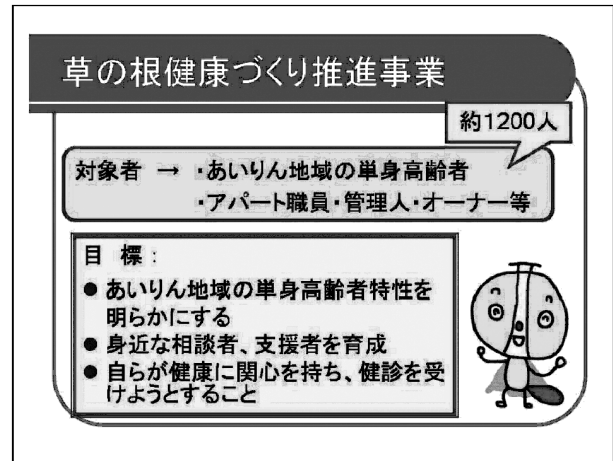 草の根健康づくり推進事業
約1200人
対象者 → ・あいりん地域の単身高齢者
・アパート職員・管理人・オーナー等
目 標：
● あいりん地域の単身高齢者特性を
明らかにする
● 身近な相談者、支援者を育成
● 自らが健康に関心を持ち、健診を受
けようとすること